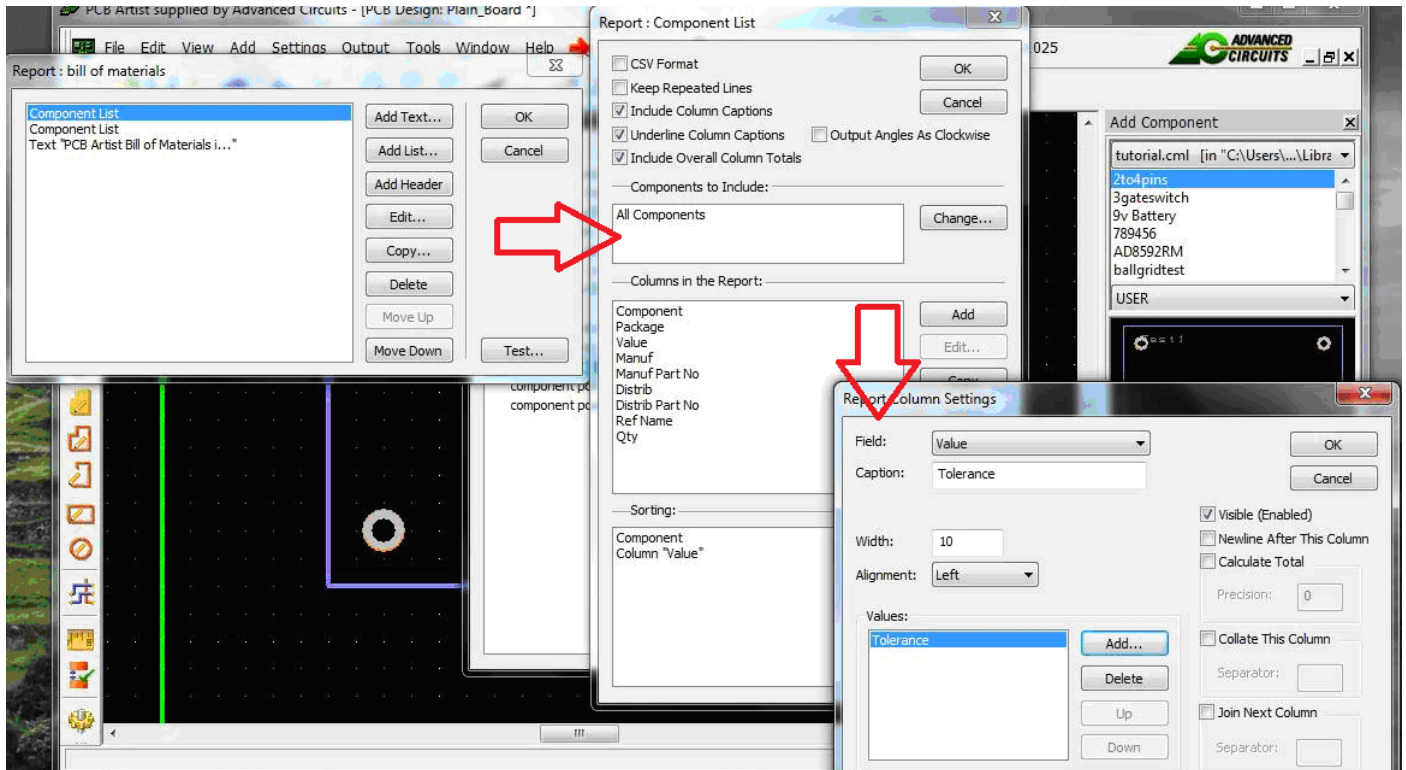 PCB Artist supplied by Advanced Circuits - [PCB Design: Plain_Board *]
File Edit View Add Settings Output Tools Window Help
025
ADVANCED
CIRCUITS
Report : bill of materials
Component List
Component List
Text "PCB Artist Bill of Materials i..."
Add Text...
Add List...
Add Header
Edit...
Copy...
Delete
Move Up
Move Down
OK
Cancel
Test...
component po
component po
Report : Component List
CSV Format
Keep Repeated Lines
Include Column Captions
Underline Column Captions
Output Angles As Clockwise
Include Overall Column Totals
OK
Cancel
Components to Include:
All Components
Change...
Columns in the Report:
Component
Package
Value
Manuf
Manuf Part No
Distrib
Distrib Part No
Ref Name
Qty
Add
Edit...
Copy
Sorting:
Component
Column "Value"
Add Component
tutorial.cml [in "C:\Users\...\Libra
2to4pins
3gateswitch
9v Battery
789456
AD8592RM
ballgridtest
USER
Report Column Settings
Field:
Value
Caption:
Tolerance
Width:
10
Alignment:
Left
Values:
Tolerance
Add...
Delete
Up
Down
OK
Cancel
Visible (Enabled)
Newline After This Column
Calculate Total
Precision:
0
Collate This Column
Separator:
Join Next Column
Separator: